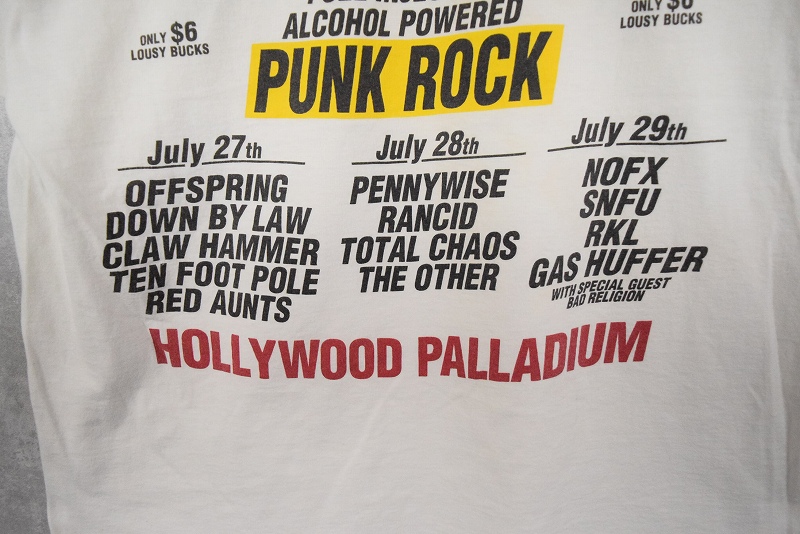 ALCOHOL POWERED
PUNK ROCK
ONLY $6
LOUSY BUCKS
ONLY $6
LOUSY BUCKS
July 27th
OFFSPRING
DOWN BY LAW
CLAW HAMMER
TEN FOOT POLE
RED AUNTS
July 28th
PENNYWISE
RANCID
TOTAL CHAOS
THE OTHER
July 29th
NOFX
SNFU
RKL
GAS HUFFER
WITH SPECIAL GUEST
BAD RELIGION
HOLLYWOOD PALLADIUM